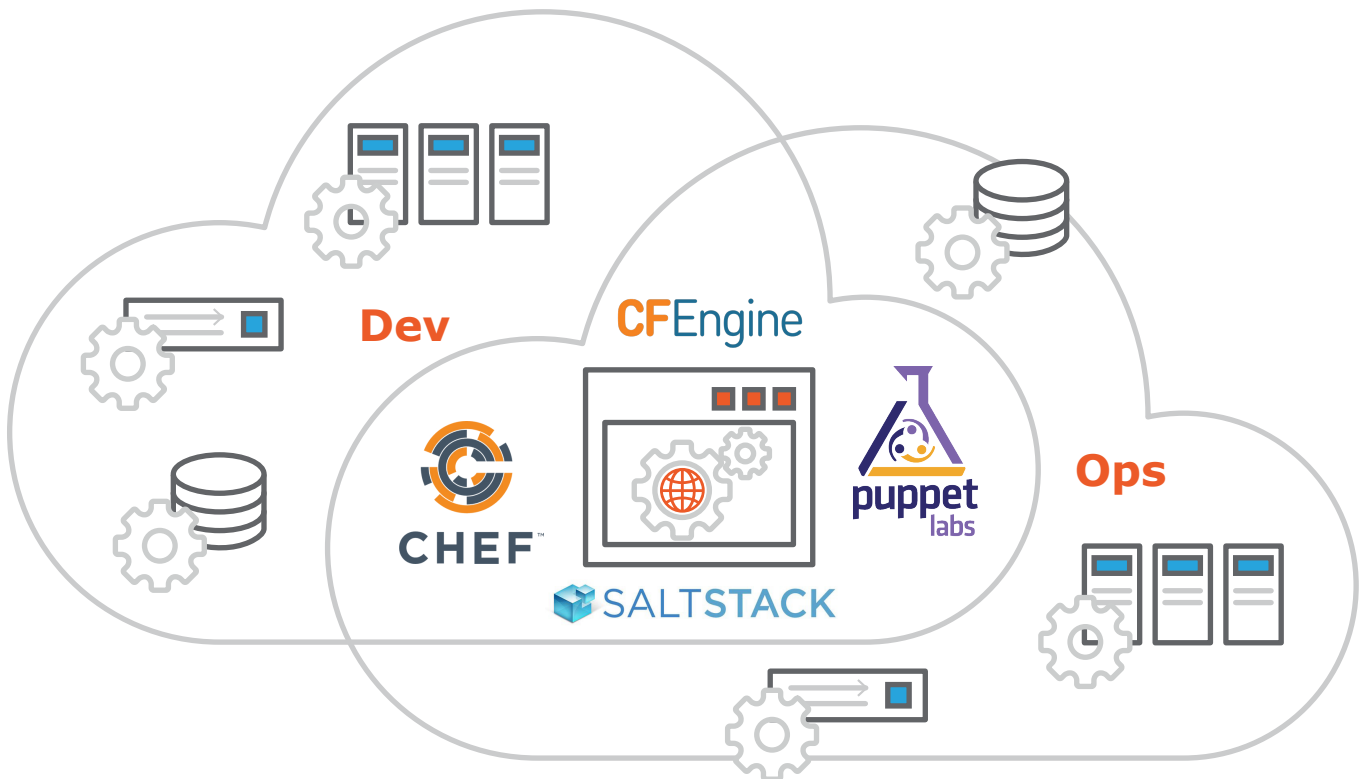 Dev
CFEngine
CHEF™
puppet
labs
Ops
SALTSTACK